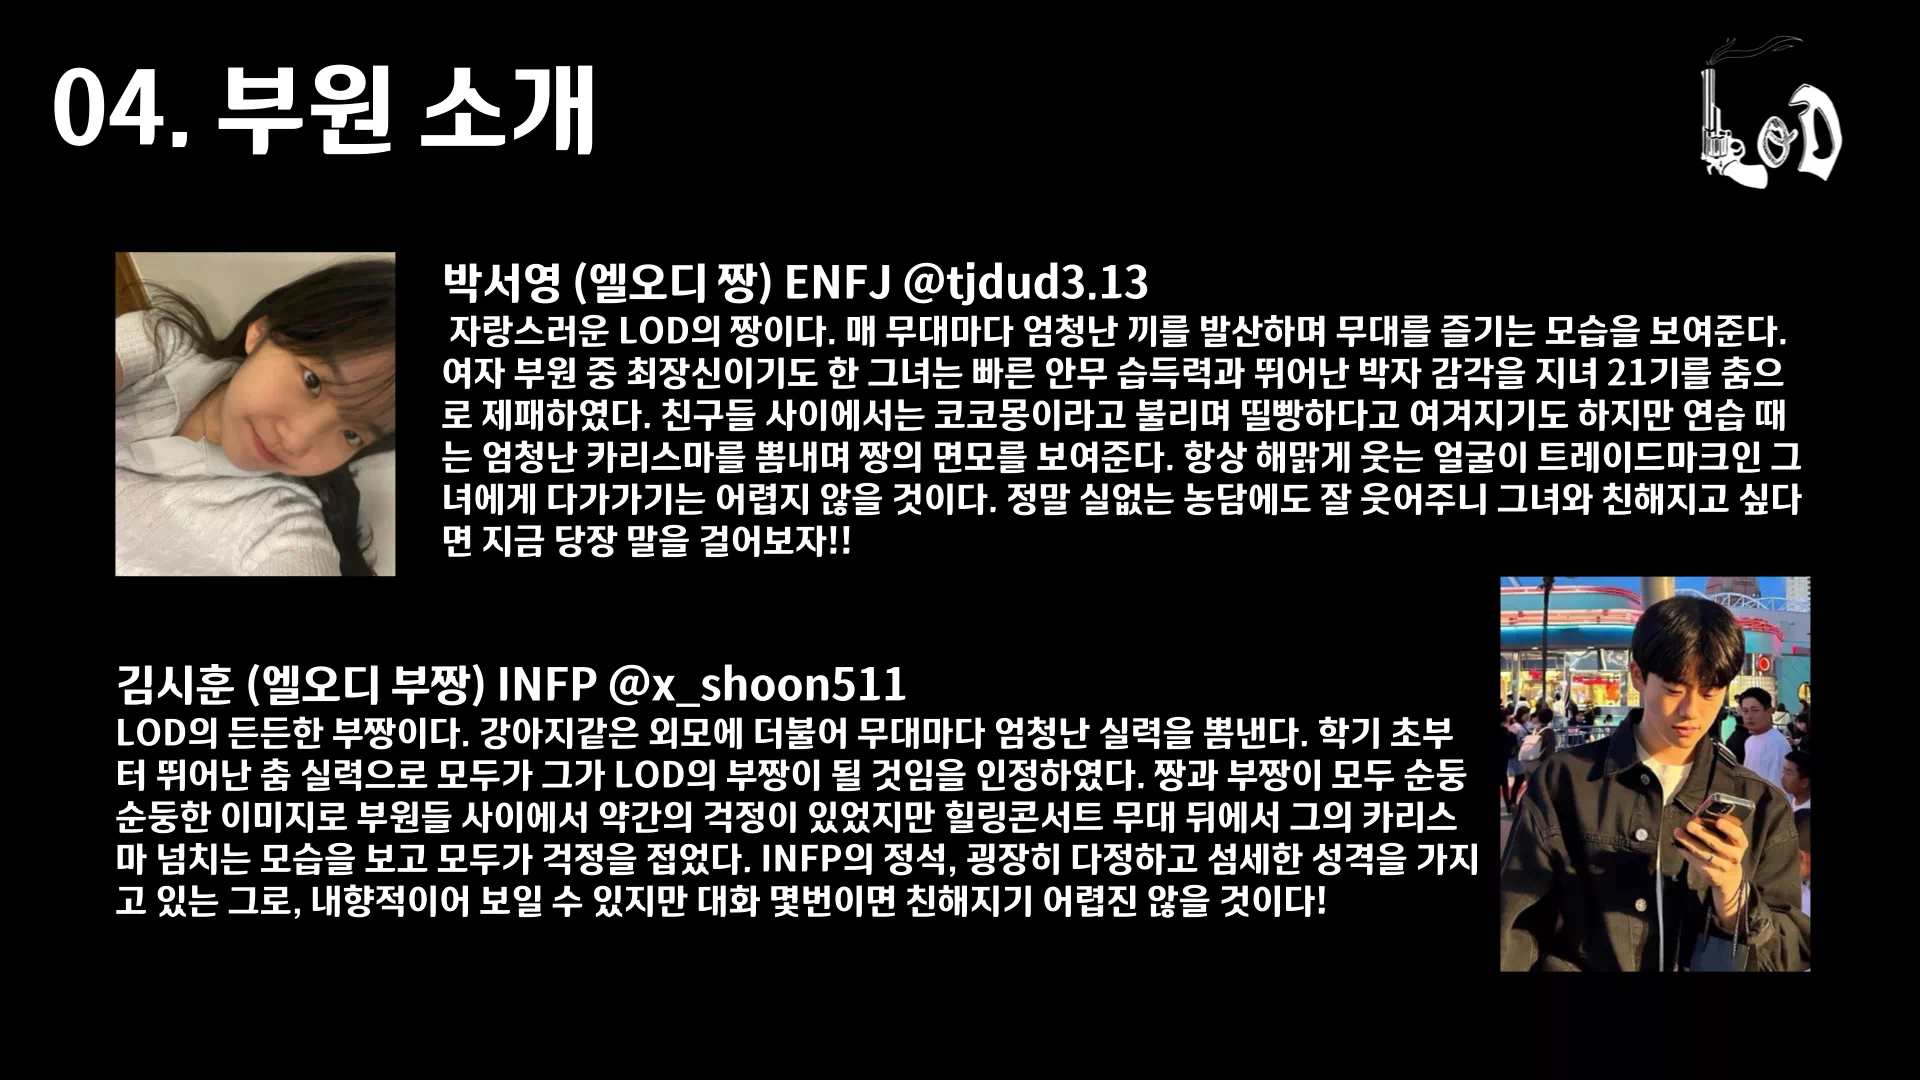 04. 부원 소개
LOD
박서영 (엘오디 짱) ENFJ @tjdud3.13
자랑스러운 LOD의 짱이다. 매 무대마다 엄청난 끼를 발산하며 무대를 즐기는 모습을 보여준다.
여자 부원 중 최장신이기도 한 그녀는 빠른 안무 습득력과 뛰어난 박자 감각을 지녀 21기를 춤으
로 제패하였다. 친구들 사이에서는 코코몽이라고 불리며 띨빵하다고 여겨지기도 하지만 연습 때
는 엄청난 카리스마를 뽐내며 짱의 면모를 보여준다. 항상 해맑게 웃는 얼굴이 트레이드마크인 그
녀에게 다가가기는 어렵지 않을 것이다. 정말 실없는 농담에도 잘 웃어주니 그녀와 친해지고 싶다
면 지금 당장 말을 걸어보자!!
김시훈 (엘오디 부짱) INFP @x_shoon511
LOD의 든든한 부짱이다. 강아지같은 외모에 더불어 무대마다 엄청난 실력을 뽐낸다. 학기 초부
터 뛰어난 춤 실력으로 모두가 그가 LOD의 부짱이 될 것임을 인정하였다. 짱과 부짱이 모두 순둥
순둥한 이미지로 부원들 사이에서 약간의 걱정이 있었지만 힐링콘서트 무대 뒤에서 그의 카리스
마 넘치는 모습을 보고 모두가 걱정을 접었다. INFP의 정석, 굉장히 다정하고 섬세한 성격을 가지
고 있는 그로, 내향적이어 보일 수 있지만 대화 몇번이면 친해지기 어렵진 않을 것이다!